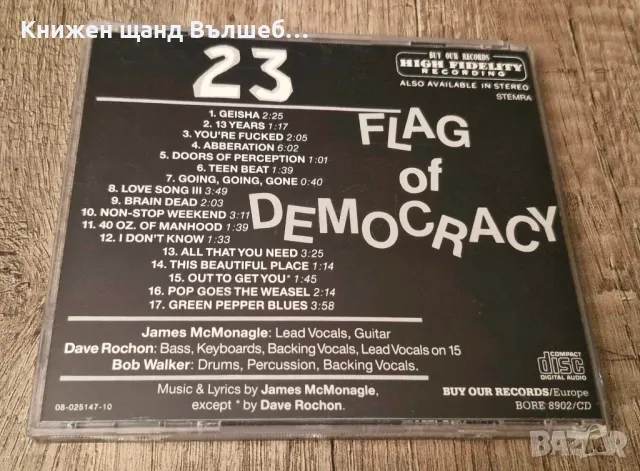 Книжен щанд Вълшеб...
23
BUY OUR RECORDS
HIGH FIDELITY
RECORDING
ALSO AVAILABLE IN STEREO
STEMRA
FLAG
of
DEMOCRACY
1. GEISHA 2:25
2. 13 YEARS 1:17
3. YOU'RE FUCKED 2:05
4. ABBERATION 6:02
5. DOORS OF PERCEPTION 1:01
6. TEEN BEAT 1:39
7. GOING, GOING, GONE 0:40
8. LOVE SONG III 3:49
9. BRAIN DEAD 2:03
10. NON-STOP WEEKEND 3:11
11. 40 OZ. OF MANHOOD 1:39
12. I DON'T KNOW 1:33
13. ALL THAT YOU NEED 3:25
14. THIS BEAUTIFUL PLACE 1:14
15. OUT TO GET YOU* 1:45
16. POP GOES THE WEASEL 2:14
17. GREEN PEPPER BLUES 3:58
James McMonagle: Lead Vocals, Guitar
Dave Rochon: Bass, Keyboards, Backing Vocals, Lead Vocals on 15
Bob Walker: Drums, Percussion, Backing Vocals.
Music & Lyrics by James McMonagle,
except * by Dave Rochon.
08-025147-10
COMPACT
disc
DIGITAL AUDIO
BUY OUR RECORDS/Europe
BORE 8902/CD
BAZAR